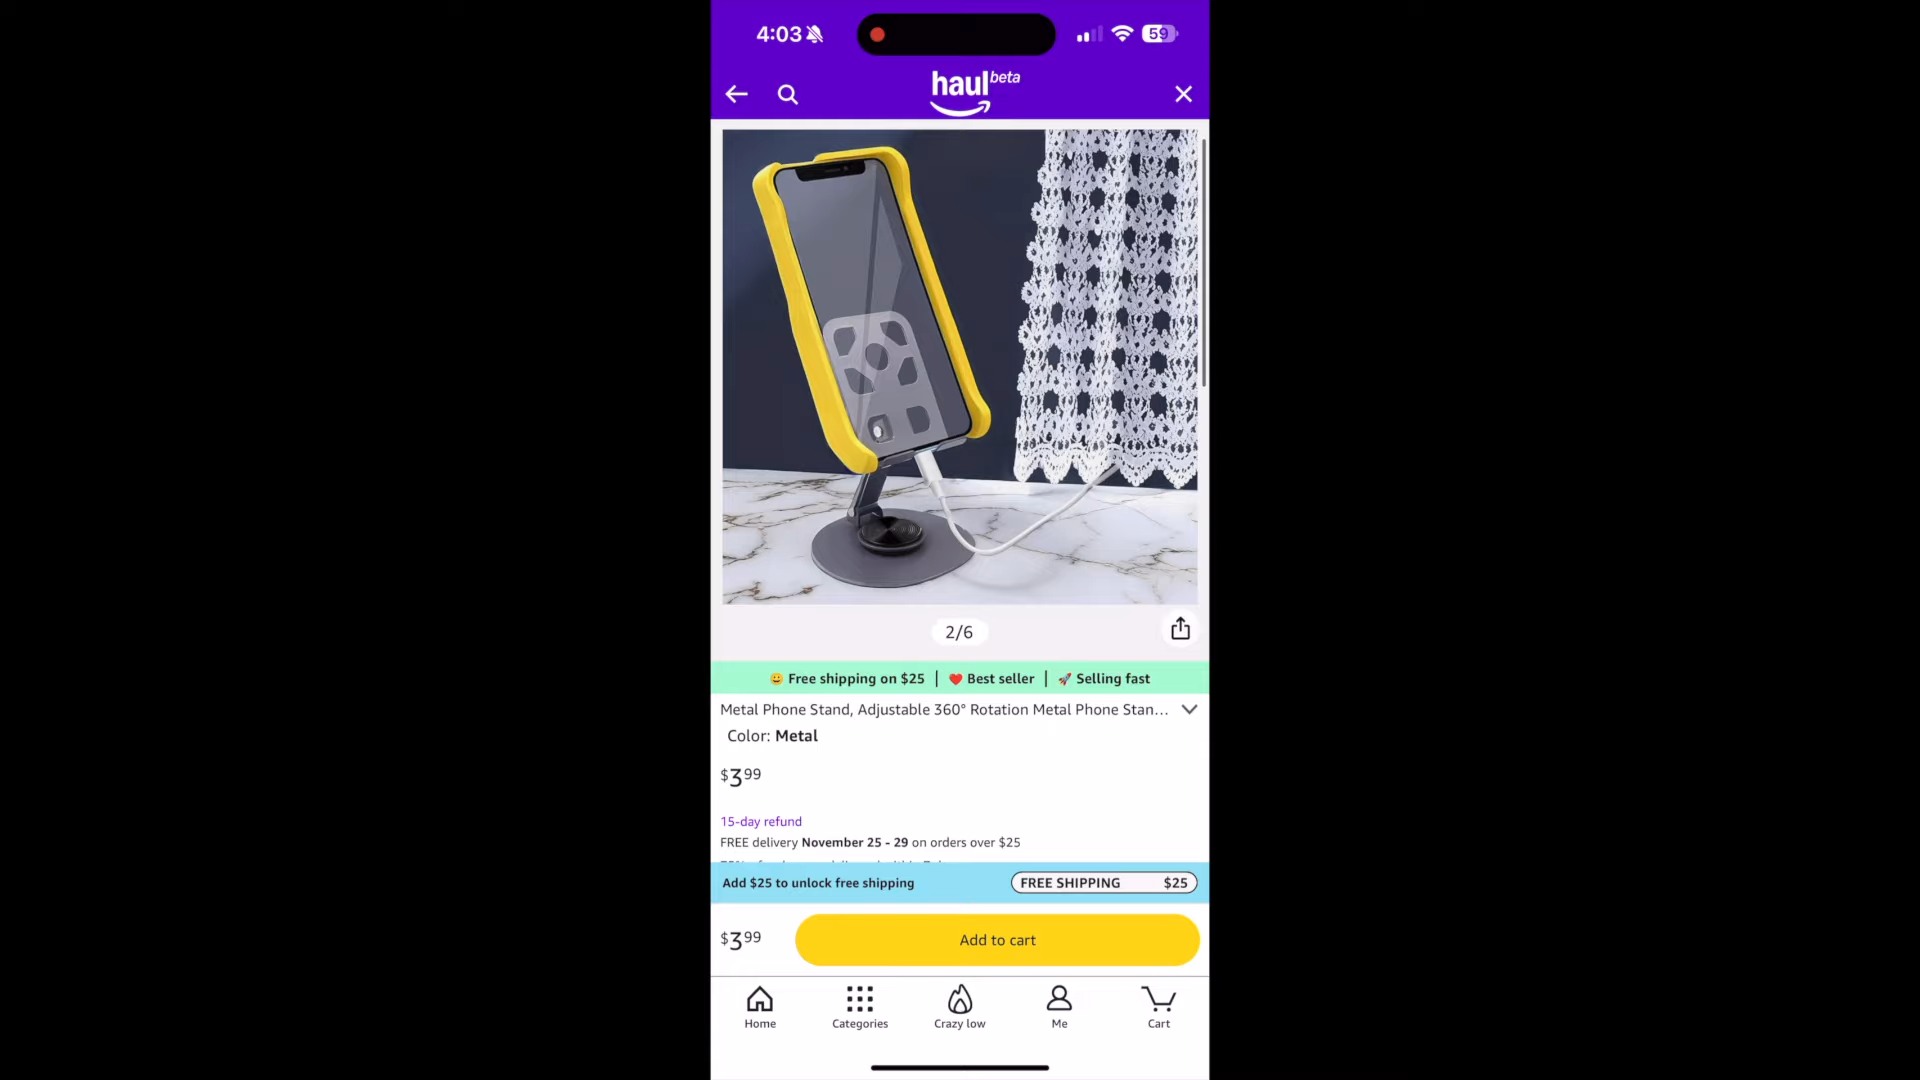 4:03
59
haul beta
2/6
Free shipping on $25 | Best seller | Selling fast
Metal Phone Stand, Adjustable 360° Rotation Metal Phone Stan...
Color: Metal
$3 99
15-day refund
FREE delivery November 25 - 29 on orders over $25
Add $25 to unlock free shipping
FREE SHIPPING $25
$3 99
Add to cart
Home
Categories
Crazy low
Me
Cart